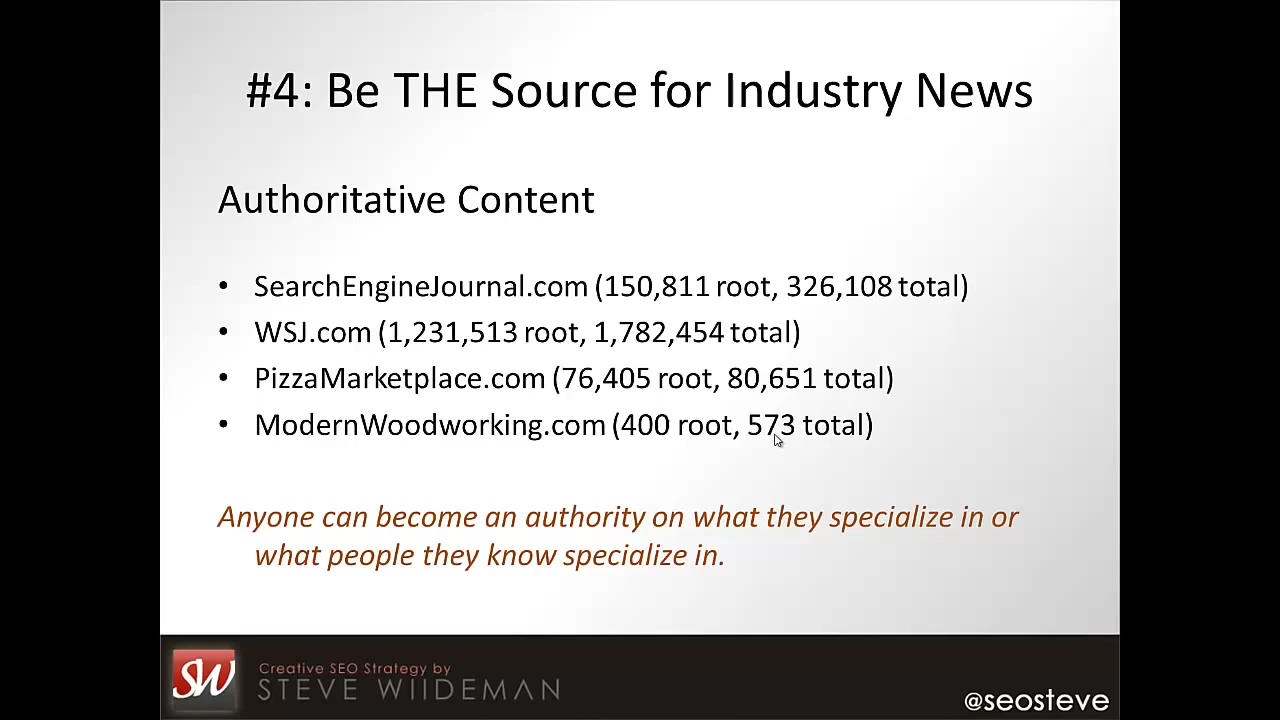 #4: Be THE Source for Industry News
Authoritative Content
• SearchEngineJournal.com (150,811 root, 326,108 total)
• WSJ.com (1,231,513 root, 1,782,454 total)
• PizzaMarketplace.com (76,405 root, 80,651 total)
• ModernWoodworking.com (400 root, 573 total)
Anyone can become an authority on what they specialize in or
what people they know specialize in.
SW
Creative SEO Strategy by
STEVE WIIDEMAN
@seosteve